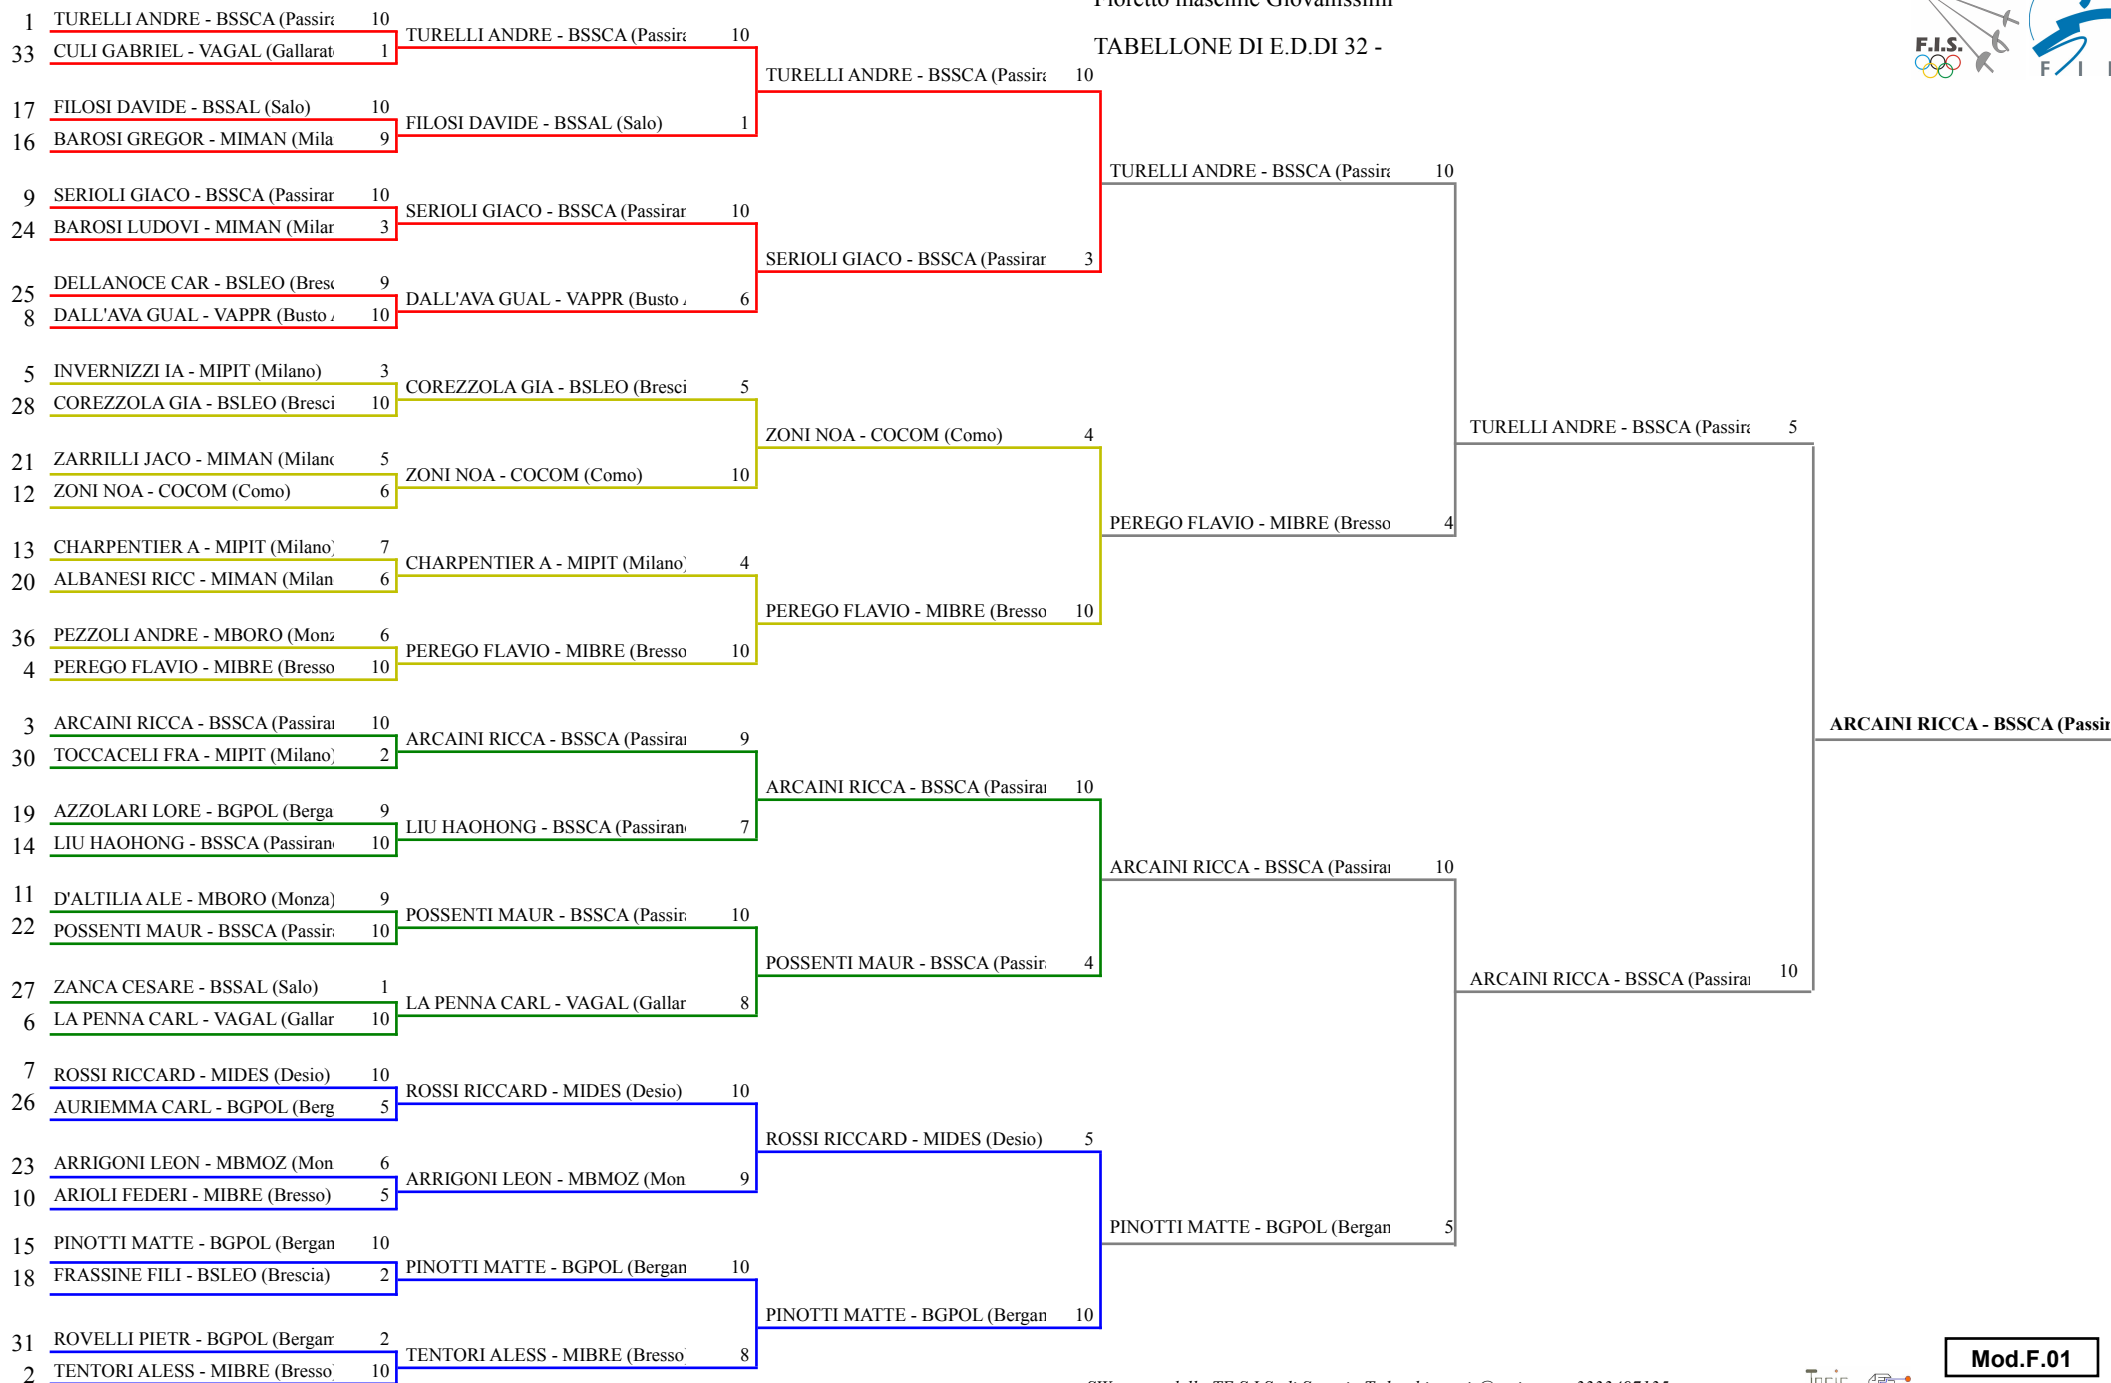 TABELLONE DI E.D.DI 32 -
F.I.S.
F I
1 TURELLI ANDRE - BSSCA (Passira 10
33 CULI GABRIEL - VAGAL (Gallarat 1
17 FILOSI DAVIDE - BSSAL (Salo) 10
16 BAROSI GREGOR - MIMAN (Mila 9
9 SERIOLI GIACO - BSSCA (Passirar 10
24 BAROSI LUDOVI - MIMAN (Milar 3
25 DELLANOCE CAR - BSLEO (Bresc 9
8 DALL'AVA GUAL - VAPPR (Busto 10
5 INVERNIZZI IA - MIPIT (Milano) 3
28 COREZZOLA GIA - BSLEO (Bresci 10
21 ZARRILLI JACO - MIMAN (Milano 5
12 ZONI NOA - COCOM (Como) 6
13 CHARPENTIER A - MIPIT (Milano) 7
20 ALBANESI RICC - MIMAN (Milan 6
36 PEZZOLI ANDRE - MBORO (Monz 6
4 PEREGO FLAVIO - MIBRE (Bresso 10
3 ARCAINI RICCA - BSSCA (Passirai 10
30 TOCCACELI FRA - MIPIT (Milano) 2
19 AZZOLARI LORE - BGPOL (Berga 9
14 LIU HAOHONG - BSSCA (Passiran 10
11 D'ALTILIA ALE - MBORO (Monza) 9
22 POSSENTI MAUR - BSSCA (Passir 10
27 ZANCA CESARE - BSSAL (Salo) 1
6 LA PENNA CARL - VAGAL (Gallar 10
7 ROSSI RICCARD - MIDES (Desio) 10
26 AURIEMMA CARL - BGPOL (Berg 5
23 ARRIGONI LEON - MBMOZ (Mon 6
10 ARIOLI FEDERI - MIBRE (Bresso) 5
15 PINOTTI MATTE - BGPOL (Bergan 10
18 FRASSINE FILI - BSLEO (Brescia) 2
31 ROVELLI PIETR - BGPOL (Bergam 2
2 TENTORI ALESS - MIBRE (Bresso) 10
TURELLI ANDRE - BSSCA (Passira 10
FILOSI DAVIDE - BSSAL (Salo) 1
SERIOLI GIACO - BSSCA (Passirar 10
DALL'AVA GUAL - VAPPR (Busto 6
COREZZOLA GIA - BSLEO (Bresci 5
ZONI NOA - COCOM (Como) 10
CHARPENTIER A - MIPIT (Milano) 4
PEREGO FLAVIO - MIBRE (Bresso 10
ARCAINI RICCA - BSSCA (Passirai 9
LIU HAOHONG - BSSCA (Passiran 7
POSSENTI MAUR - BSSCA (Passir 10
LA PENNA CARL - VAGAL (Gallar 8
ROSSI RICCARD - MIDES (Desio) 10
ARRIGONI LEON - MBMOZ (Mon 9
PINOTTI MATTE - BGPOL (Bergan 10
TENTORI ALESS - MIBRE (Bresso) 8
TURELLI ANDRE - BSSCA (Passira 10
SERIOLI GIACO - BSSCA (Passirar 3
ZONI NOA - COCOM (Como) 4
PEREGO FLAVIO - MIBRE (Bresso 10
ARCAINI RICCA - BSSCA (Passirai 10
POSSENTI MAUR - BSSCA (Passir 4
ROSSI RICCARD - MIDES (Desio) 5
PINOTTI MATTE - BGPOL (Bergan 10
TURELLI ANDRE - BSSCA (Passira 10
PEREGO FLAVIO - MIBRE (Bresso 4
ARCAINI RICCA - BSSCA (Passirai 10
PINOTTI MATTE - BGPOL (Bergan 5
TURELLI ANDRE - BSSCA (Passira 5
ARCAINI RICCA - BSSCA (Passirai 10
ARCAINI RICCA - BSSCA (Passir
Mod.F.01